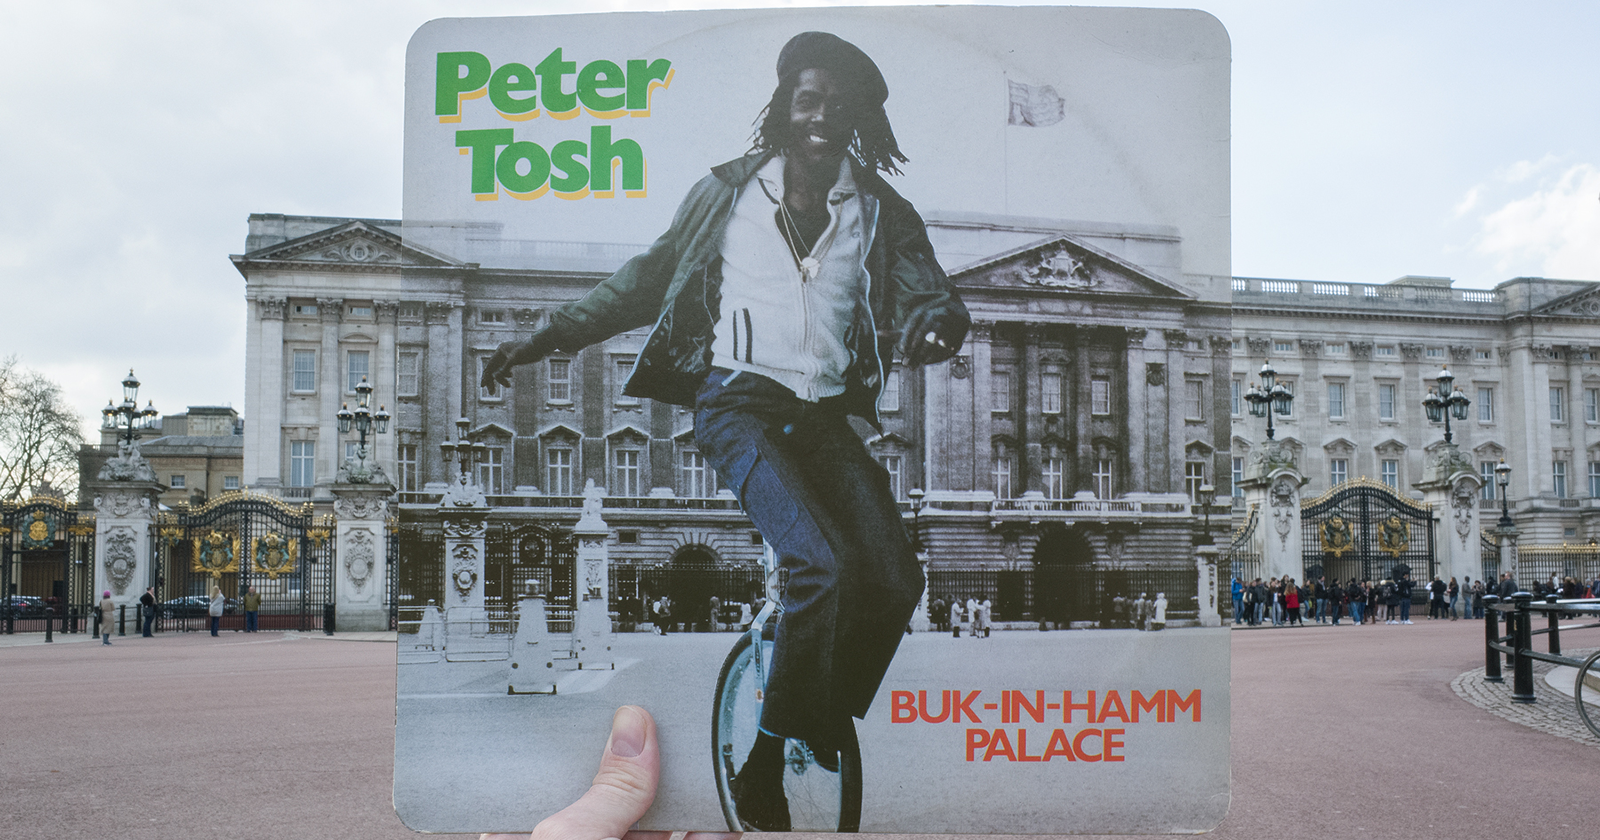 Peter
Tosh
BUK-IN-HAMM
PALACE